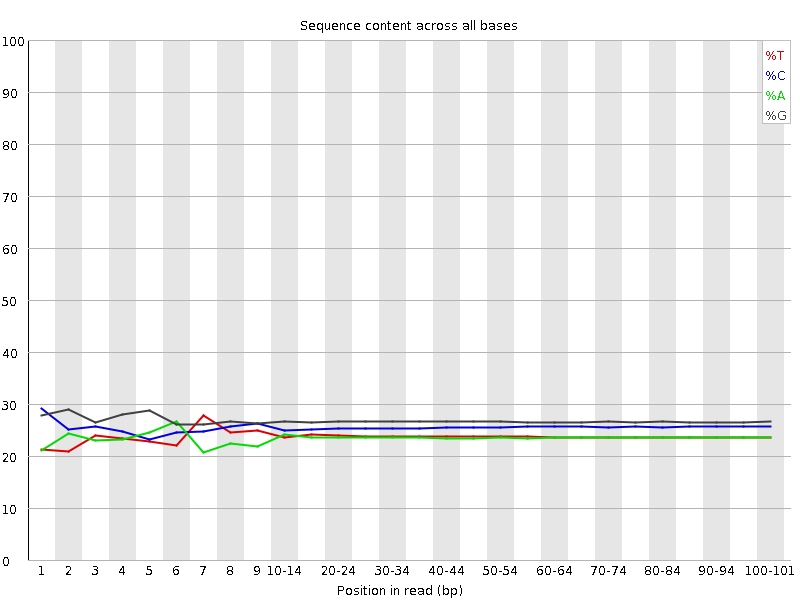 Sequence content across all bases
100
90
80
70
60
50
40
30
20
10
0
%T
%C
%A
%G
1 2 3 4 5 6 7 8 9 10-14 20-24 30-34 40-44 50-54 60-64 70-74 80-84 90-94 100-101
Position in read (bp)